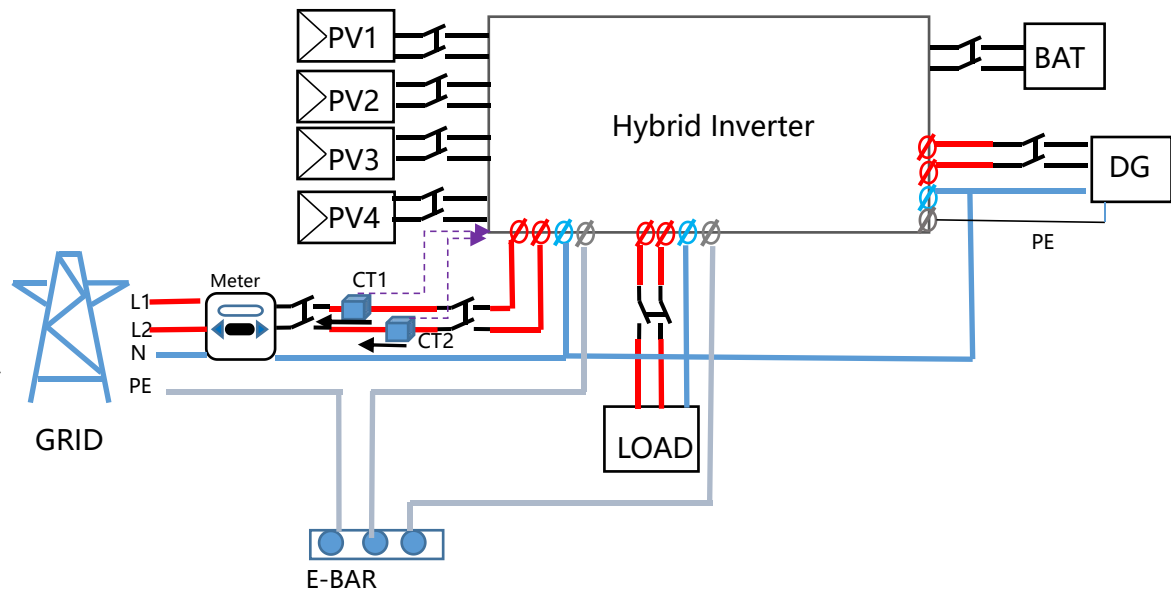 PV1
PV2
PV3
PV4
Hybrid Inverter
BAT
DG
PE
Meter
CT1
CT2
L1
L2
N
PE
GRID
LOAD
E-BAR